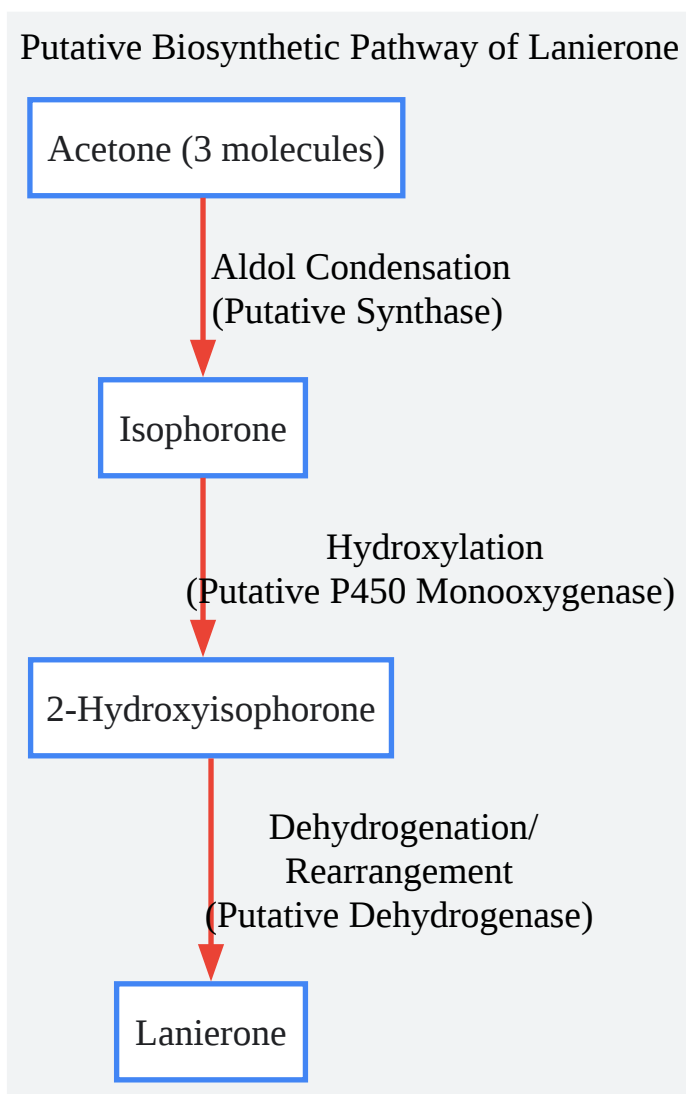 Putative Biosynthetic Pathway of Lanierone
Acetone (3 molecules)
Aldol Condensation
(Putative Synthase)
Isophorone
Hydroxylation
(Putative P450 Monooxygenase)
2-Hydroxyisophorone
Dehydrogenation/
Rearrangement
(Putative Dehydrogenase)
Lanierone